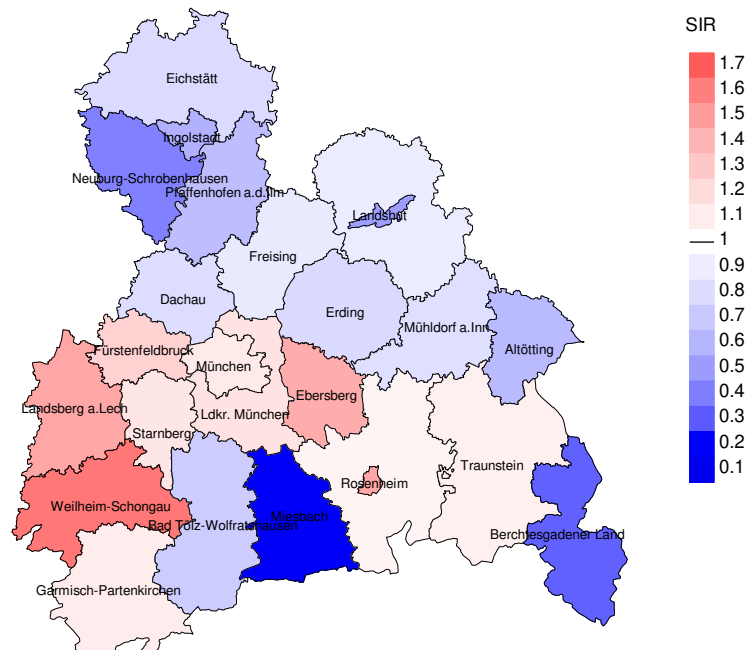 SIR
1.7
1.6
1.5
1.4
1.3
1.2
1.1
1
0.9
0.8
0.7
0.6
0.5
0.4
0.3
0.2
0.1
Eichstätt
Ingolstadt
Neuburg-Schrobenhausen
Pfaffenhofen a.d.Ilm
Landshut
Freising
Dachau
Erding
Mühldorf a.Inn
Altötting
Fürstenfeldbruck
München
Ebersberg
Landsberg a.Lech
Ldkr. München
Starnberg
Traunstein
Rosenheim
Weilheim-Schongau
Miesbach
Bad Tölz-Wolfratshausen
Berchtesgadener Land
Garmisch-Partenkirchen